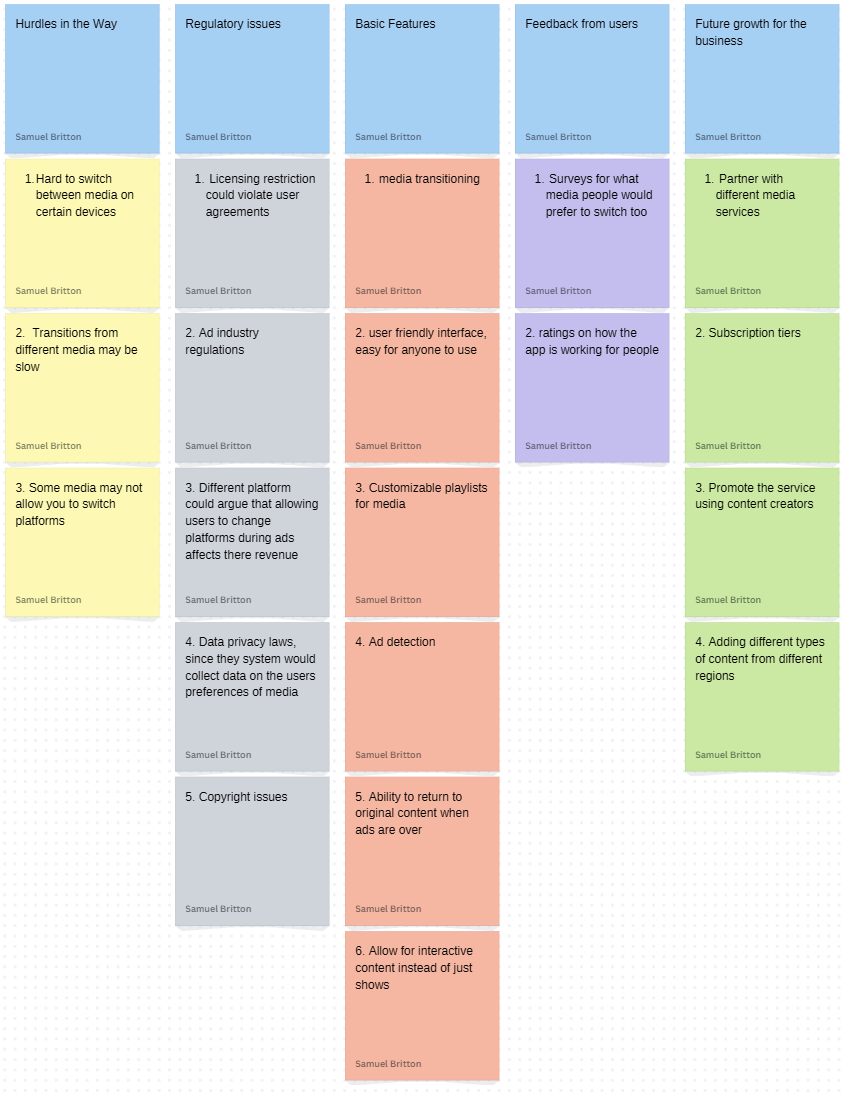 Hurdles in the Way
Samuel Britton
1. Hard to switch
between media on
certain devices
Samuel Britton
2.  Transitions from
different media may be
slow
Samuel Britton
3. Some media may not
allow you to switch
platforms
Samuel Britton
Regulatory issues
Samuel Britton
1. Licensing restriction
could violate user
agreements
Samuel Britton
2. Ad industry
regulations
Samuel Britton
3. Different platform
could argue that allowing
users to change
platforms during ads
affects there revenue
Samuel Britton
4. Data privacy laws,
since they system would
collect data on the users
preferences of media
Samuel Britton
5. Copyright issues
Samuel Britton
Basic Features
Samuel Britton
1. media transitioning
Samuel Britton
2. user friendly interface,
easy for anyone to use
Samuel Britton
3. Customizable playlists
for media
Samuel Britton
4. Ad detection
Samuel Britton
5. Ability to return to
original content when
ads are over
Samuel Britton
6. Allow for interactive
content instead of just
shows
Samuel Britton
Feedback from users
Samuel Britton
1. Surveys for what
media people would
prefer to switch too
Samuel Britton
2. ratings on how the
app is working for people
Samuel Britton
Future growth for the
business
Samuel Britton
1. Partner with
different media
services
Samuel Britton
2. Subscription tiers
Samuel Britton
3. Promote the service
using content creators
Samuel Britton
4. Adding different types
of content from different
regions
Samuel Britton